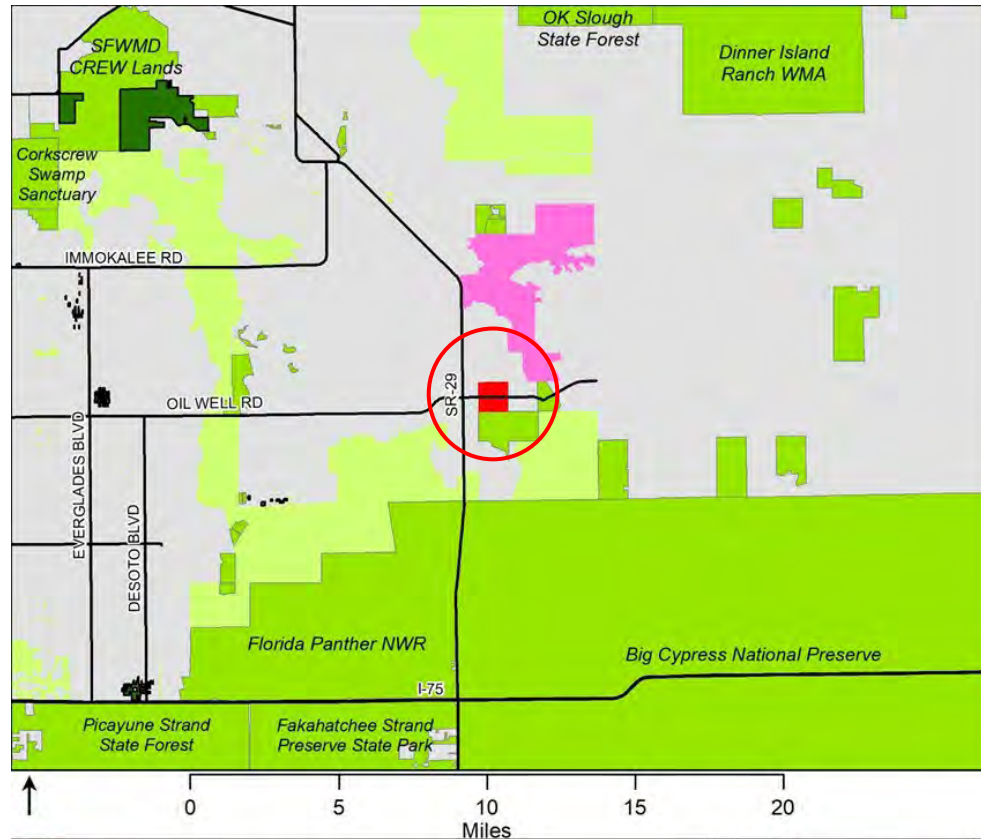 OK Slough
State Forest
SFWMD
CREW Lands
Dinner Island
Ranch WMA
Corkscrew
Swamp
Sanctuary
IMMOKALEE RD
SR-29
OIL WELL RD
EVERGLADES BLVD
DESOTO BLVD
Florida Panther NWR
Big Cypress National Preserve
I-75
Picayune Strand
State Forest
Fakahatchee Strand
Preserve State Park
0 5 10 15 20
Miles